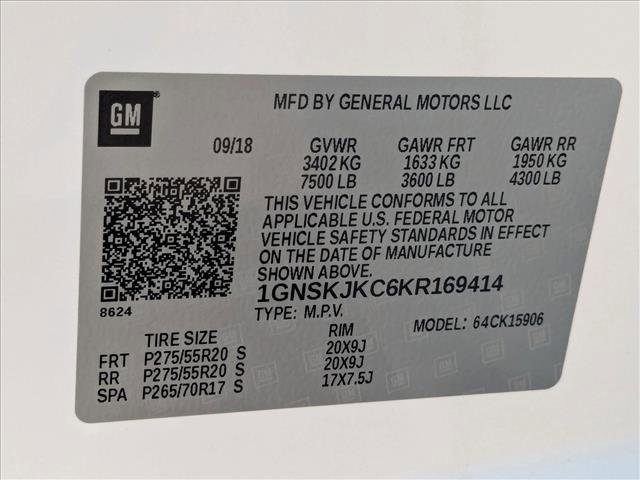 GM ®
MFD BY GENERAL MOTORS LLC
09/18 GVWR GAWR FRT GAWR RR
3402 KG 1633 KG 1950 KG
7500 LB 3600 LB 4300 LB
THIS VEHICLE CONFORMS TO ALL
APPLICABLE U.S. FEDERAL MOTOR
VEHICLE SAFETY STANDARDS IN EFFECT
ON THE DATE OF MANUFACTURE
SHOWN ABOVE.
8624
1GNSKJKC6KR169414
TYPE: M.P.V. MODEL: 64CK15906
TIRE SIZE RIM
FRT P275/55R20 S 20X9J
RR P275/55R20 S 20X9J
SPA P265/70R17 S 17X7.5J